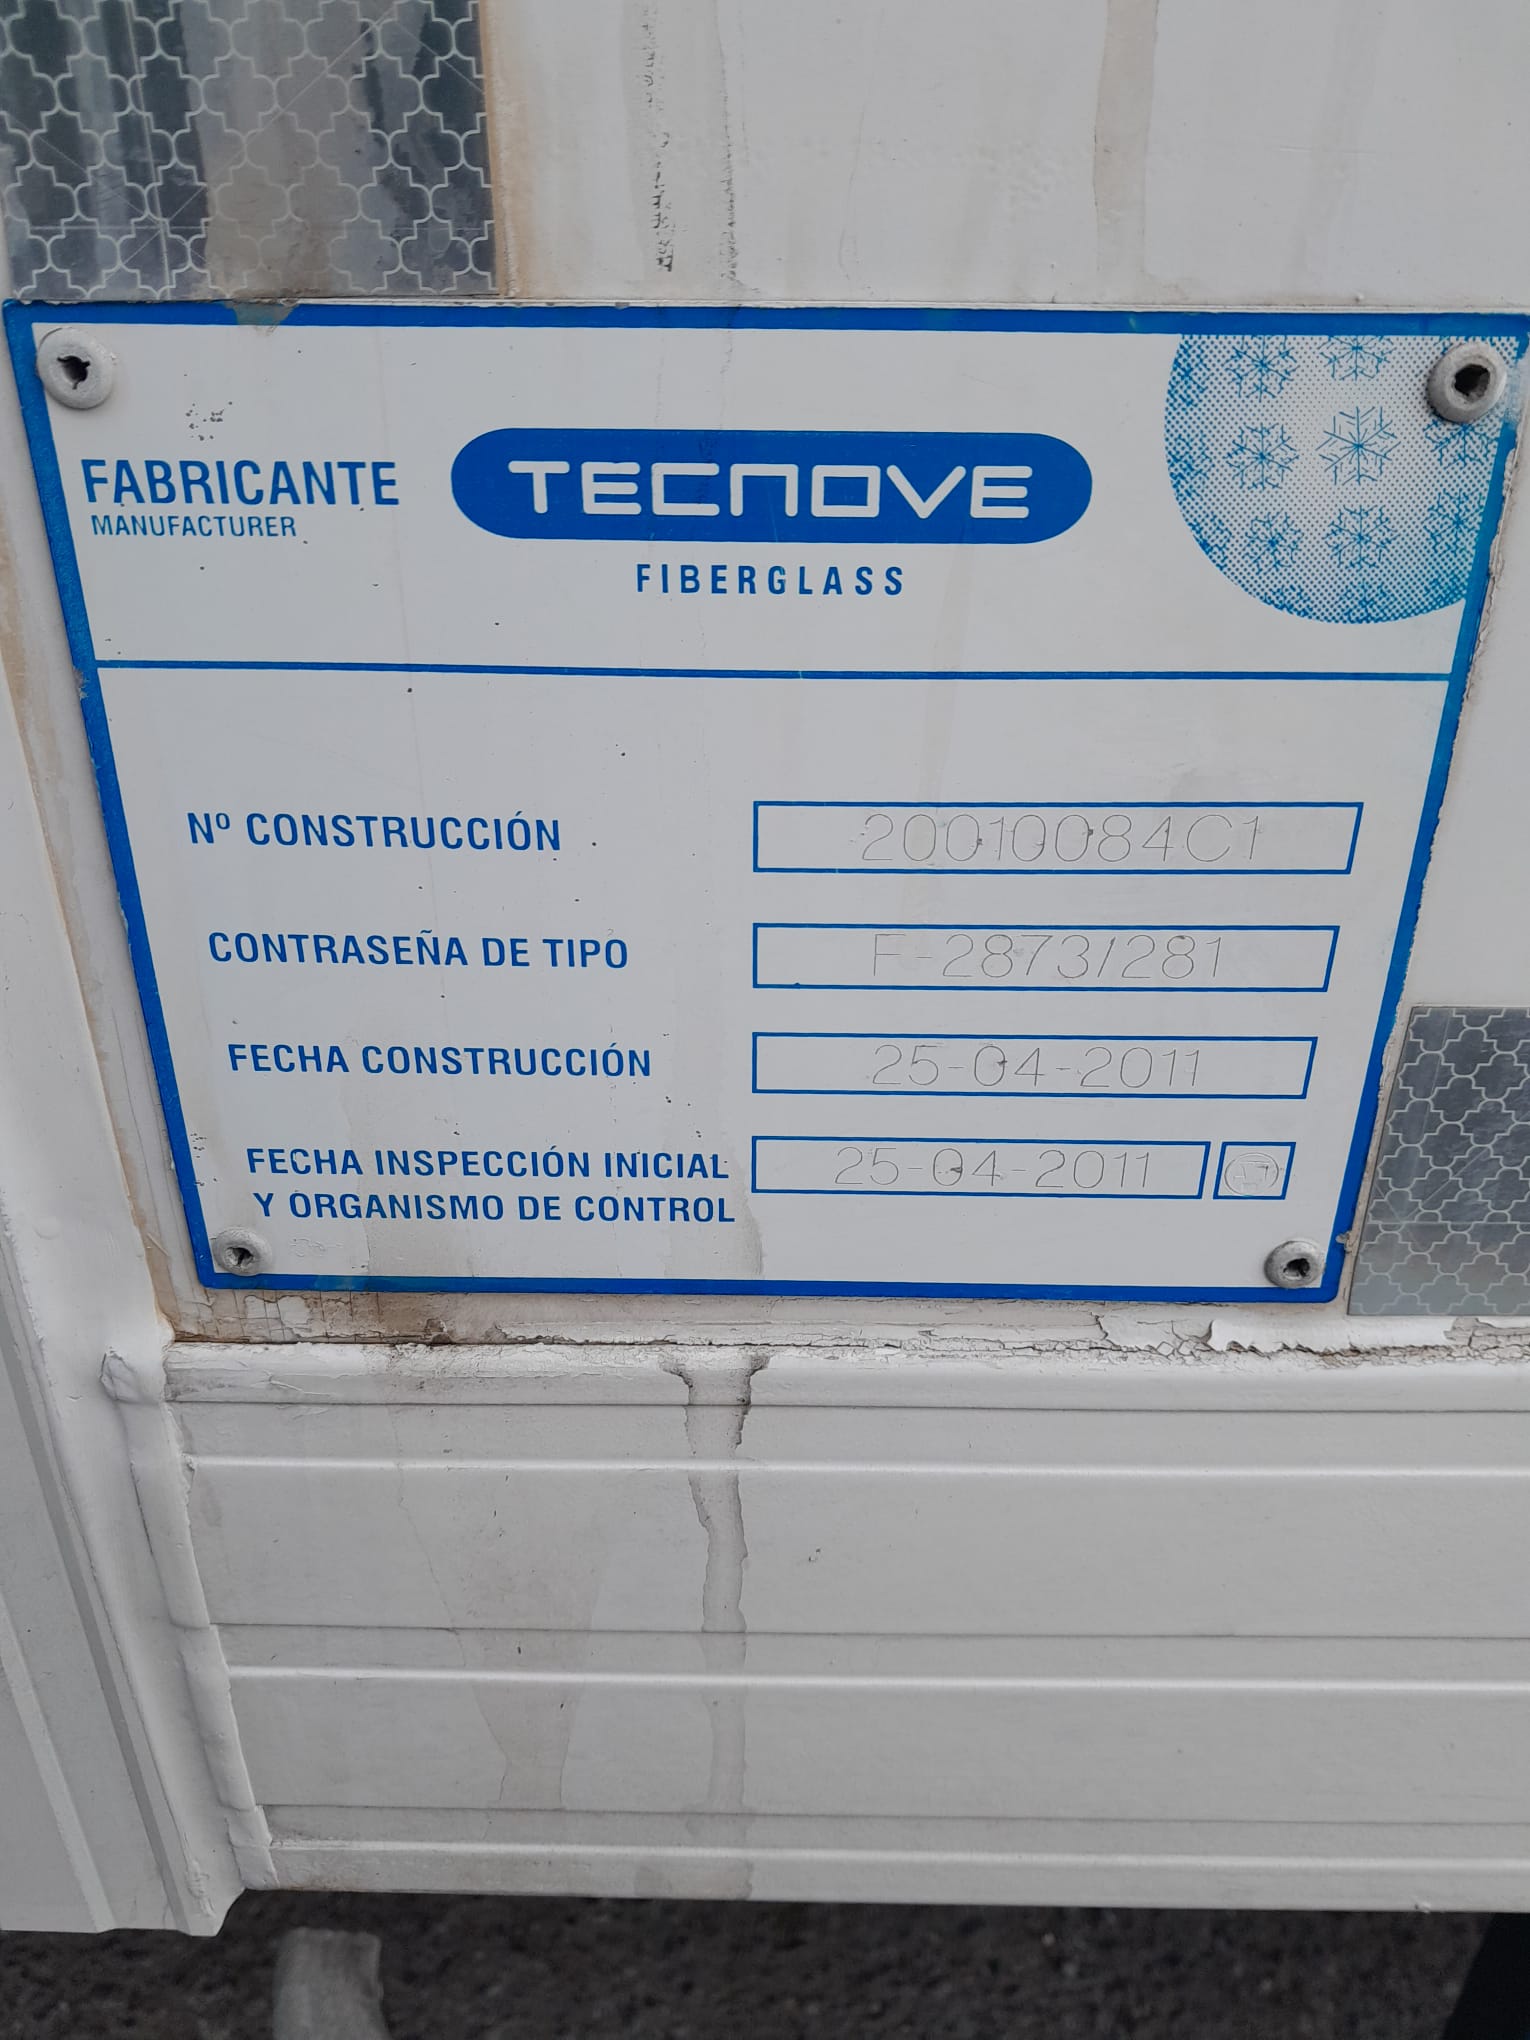 FABRICANTE
MANUFACTURER
TECNOVE
FIBERGLASS
Nº CONSTRUCCIÓN 20010084C1
CONTRASEÑA DE TIPO F-2873/281
FECHA CONSTRUCCIÓN 25-04-2011
FECHA INSPECCIÓN INICIAL 25-04-2011
Y ORGANISMO DE CONTROL